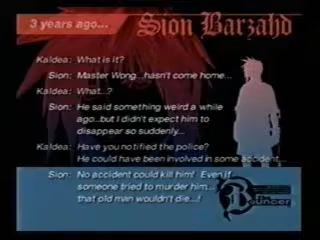 3 years ago...
Sion Barzahd
Kaldea: What is it?
Sion: Master Wong...hasn't come home...
Kaldea: What...?
Sion: He said something weird a while
ago...but I didn't expect him to
disappear so suddenly...
Kaldea: Have you notified the police?
He could have been involved in some accident...
Sion: No accident could kill him! Even if
someone tried to murder him...
that old man wouldn't die...!
The
Bouncer